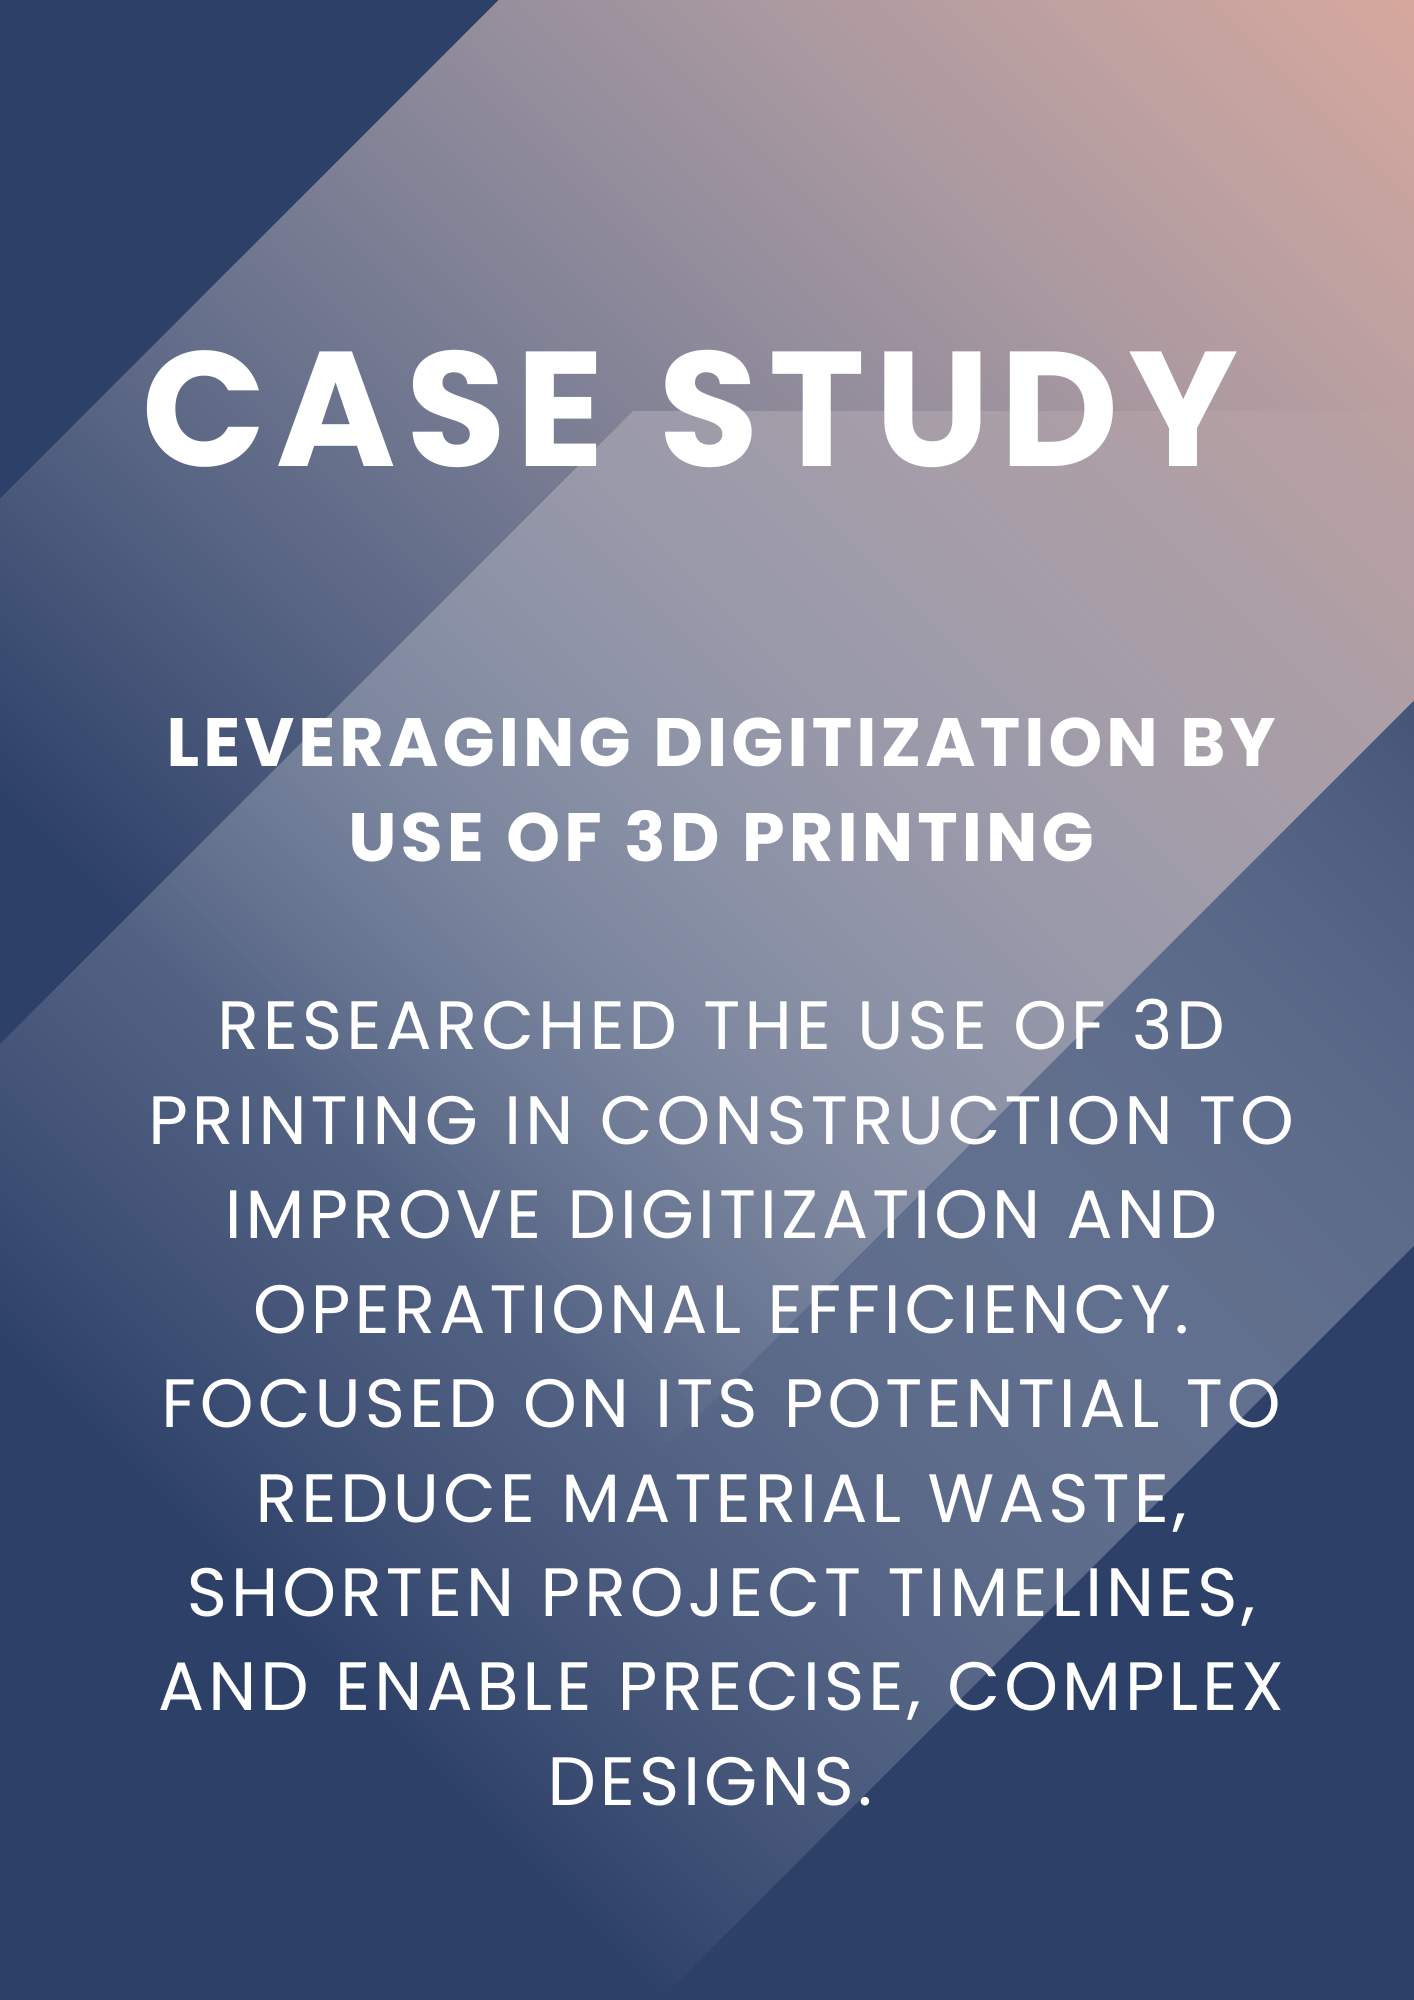 CASE STUDY
LEVERAGING DIGITIZATION BY
USE OF 3D PRINTING
RESEARCHED THE USE OF 3D
PRINTING IN CONSTRUCTION TO
IMPROVE DIGITIZATION AND
OPERATIONAL EFFICIENCY.
FOCUSED ON ITS POTENTIAL TO
REDUCE MATERIAL WASTE,
SHORTEN PROJECT TIMELINES,
AND ENABLE PRECISE, COMPLEX
DESIGNS.